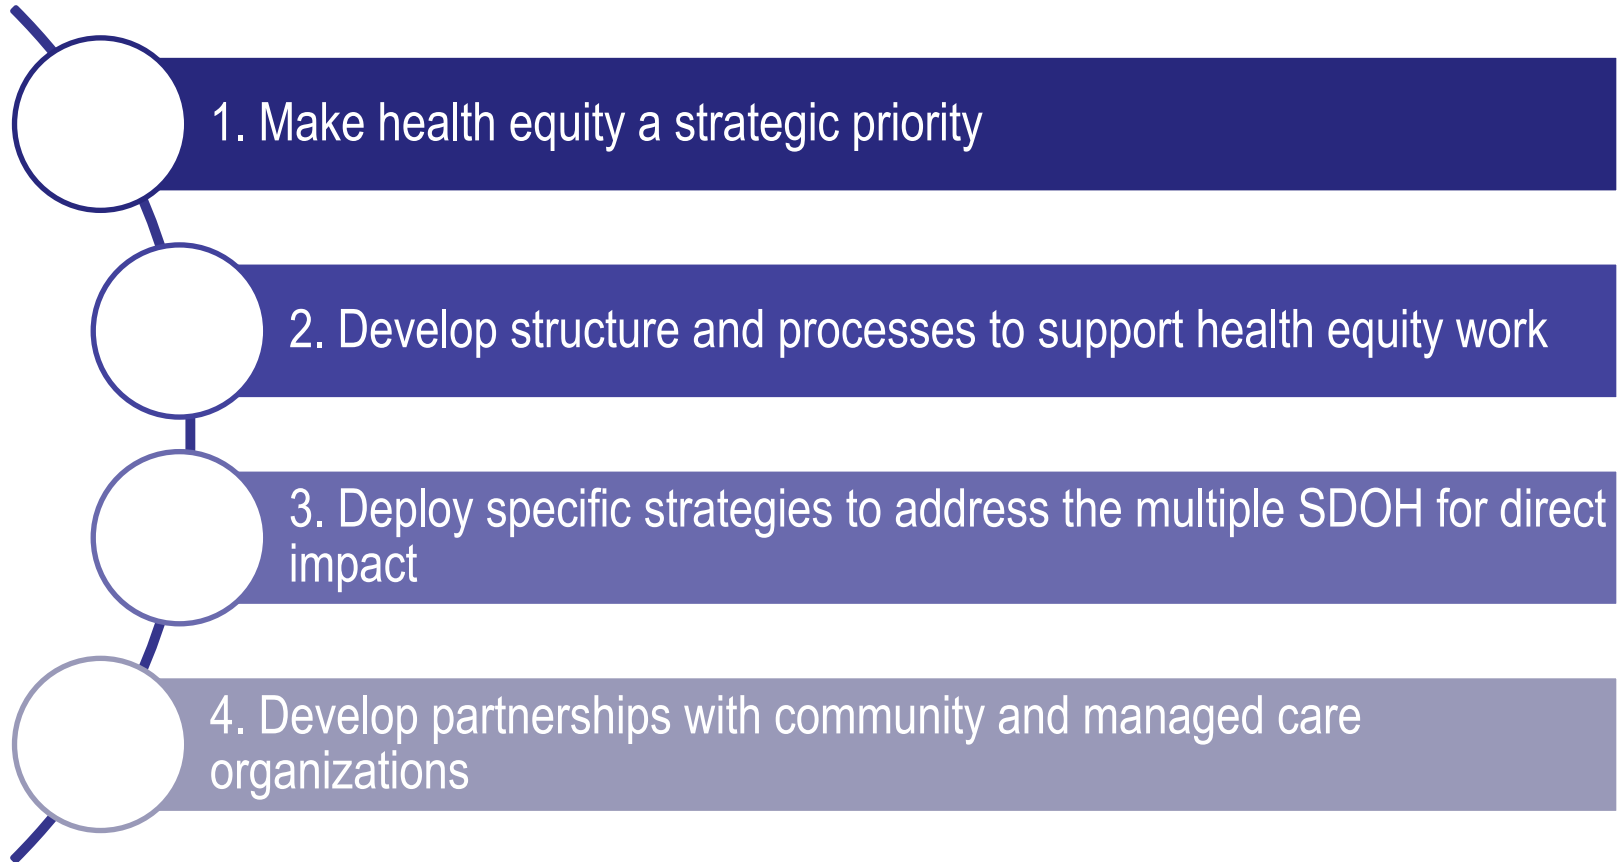 1. Make health equity a strategic priority
2. Develop structure and processes to support health equity work
3. Deploy specific strategies to address the multiple SDOH for direct
impact
4. Develop partnerships with community and managed care
organizations